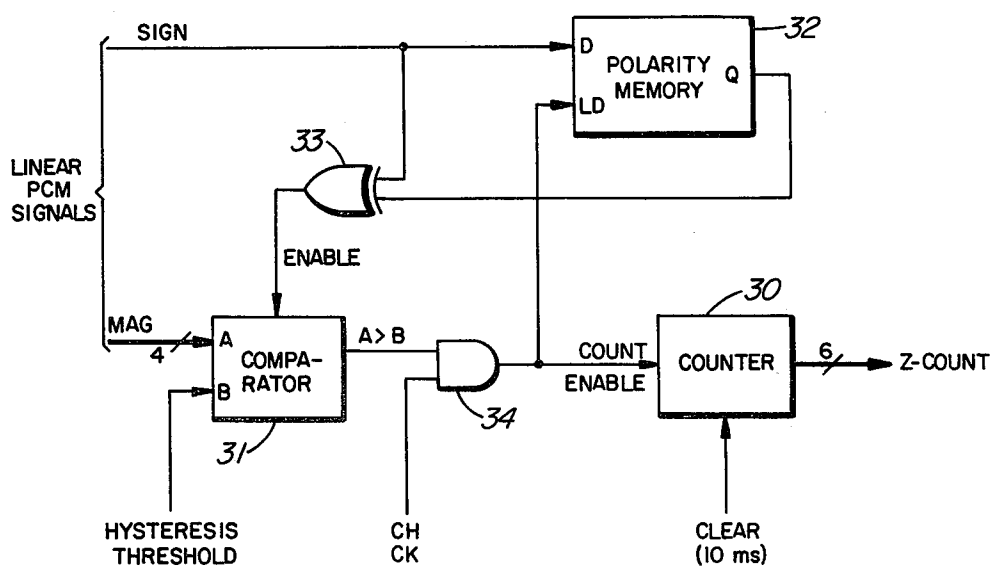 SIGN
32
D
POLARITY
MEMORY
Q
LD
33
LINEAR
PCM
SIGNALS
ENABLE
MAG
4
A
COMPA-
RATOR
B
31
A>B
34
COUNT
ENABLE
30
COUNTER
6
Z-COUNT
HYSTERESIS
THRESHOLD
CH
CK
CLEAR
(10 ms)